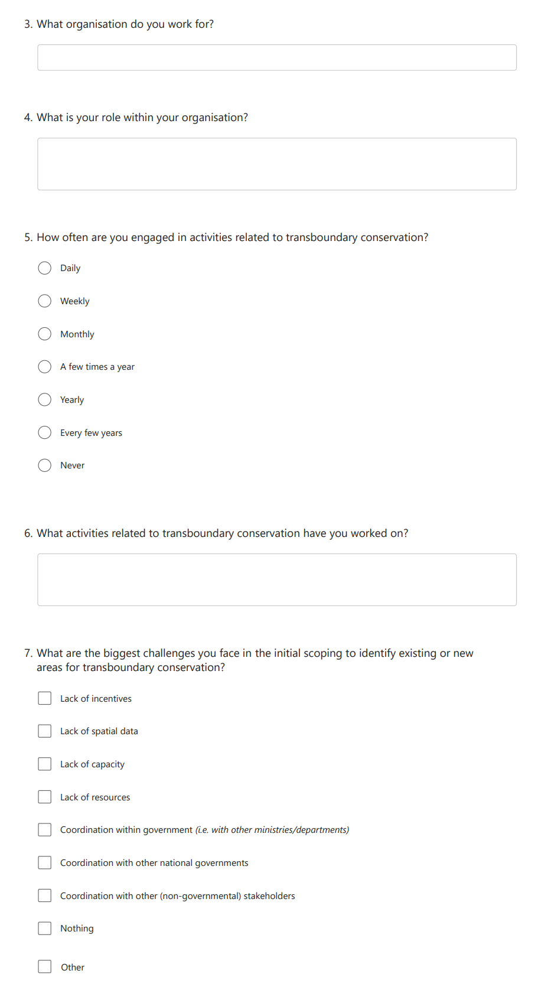 3. What organisation do you work for?
4. What is your role within your organisation?
5. How often are you engaged in activities related to transboundary conservation?
Daily
Weekly
Monthly
A few times a year
Yearly
Every few years
Never
6. What activities related to transboundary conservation have you worked on?
7. What are the biggest challenges you face in the initial scoping to identify existing or new
areas for transboundary conservation?
Lack of incentives
Lack of spatial data
Lack of capacity
Lack of resources
Coordination within government (i.e. with other ministries/departments)
Coordination with other national governments
Coordination with other (non-governmental) stakeholders
Nothing
Other